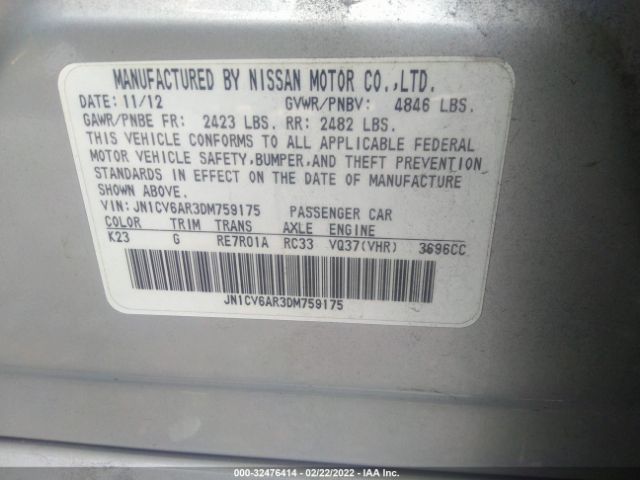 MANUFACTURED BY NISSAN MOTOR CO.,LTD.
DATE: 11/12 GVWR/PNBV: 4846 LBS.
GAWR/PNBE FR: 2423 LBS. RR: 2482 LBS.
THIS VEHICLE CONFORMS TO ALL APPLICABLE FEDERAL
MOTOR VEHICLE SAFETY,BUMPER,AND THEFT PREVENTION
STANDARDS IN EFFECT ON THE DATE OF MANUFACTURE
SHOWN ABOVE.
VIN: JN1CV6AR3DM759175 PASSENGER CAR
COLOR TRIM TRANS AXLE ENGINE
K23 G RE7R01A RC33 VQ37(VHR) 3696CC
JN1CV6AR3DM759175
000-32476414 - 02/22/2022 - IAA, Inc.